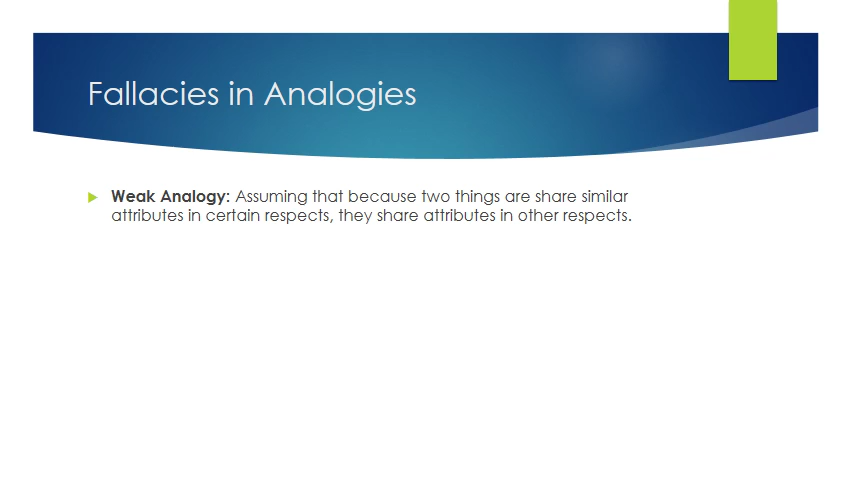 Fallacies in Analogies
Weak Analogy: Assuming that because two things are share similar
attributes in certain respects, they share attributes in other respects.